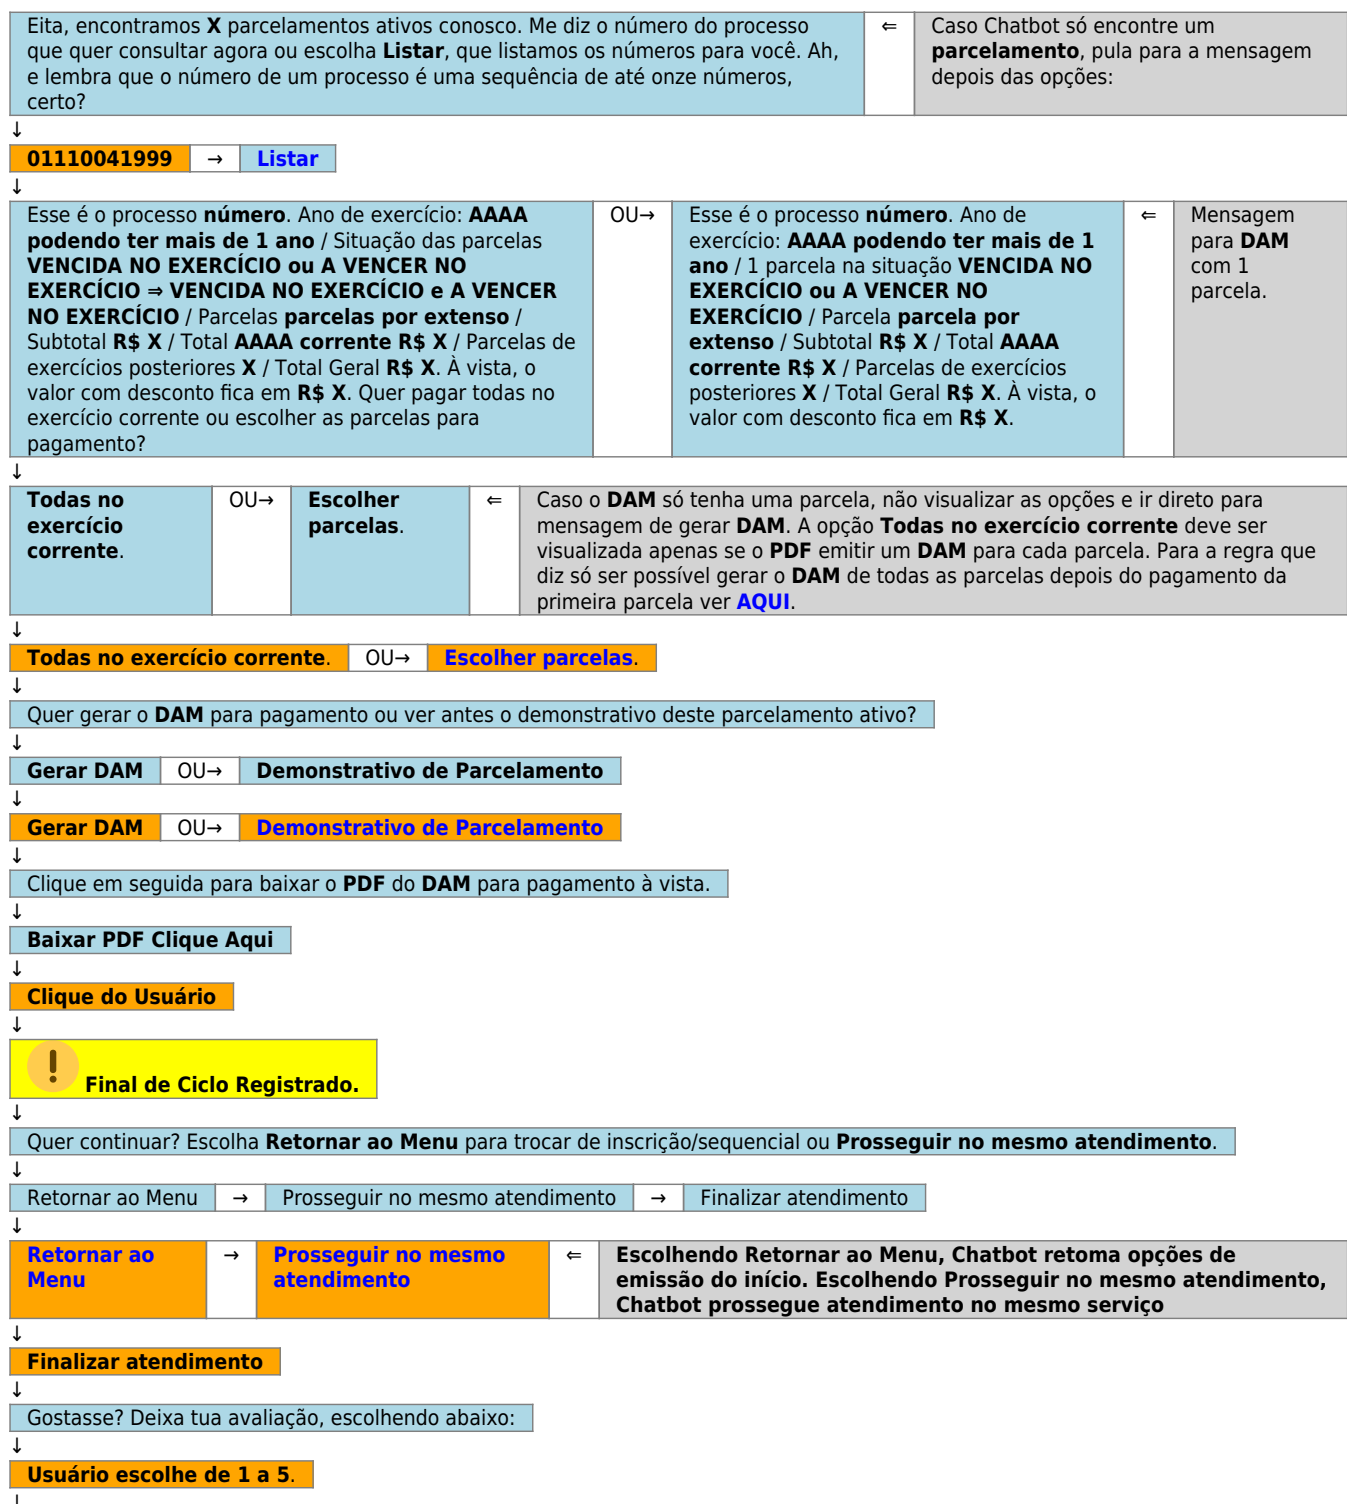 Eita, encontramos X parcelamentos ativos conosco. Me diz o número do processo
que quer consultar agora ou escolha Listar, que listamos os números para você. Ah,
e lembra que o número de um processo é uma sequência de até onze números,
certo?
⇐
Caso Chatbot só encontre um
parcelamento, pula para a mensagem
depois das opções:
↓
01110041999 → Listar
↓
Esse é o processo número. Ano de exercício: AAAA
podendo ter mais de 1 ano / Situação das parcelas
VENCIDA NO EXERCÍCIO ou A VENCER NO
EXERCÍCIO ⇒ VENCIDA NO EXERCÍCIO e A VENCER
NO EXERCÍCIO / Parcelas parcelas por extenso /
Subtotal R$ X / Total AAAA corrente R$ X / Parcelas de
exercícios posteriores X / Total Geral R$ X. À vista, o
valor com desconto fica em R$ X. Quer pagar todas no
exercício corrente ou escolher as parcelas para
pagamento?
OU→
Esse é o processo número. Ano de
exercício: AAAA podendo ter mais de 1
ano / 1 parcela na situação VENCIDA NO
EXERCÍCIO ou A VENCER NO
EXERCÍCIO / Parcela parcela por
extenso / Subtotal R$ X / Total AAAA
corrente R$ X / Parcelas de exercícios
posteriores X / Total Geral R$ X. À vista, o
valor com desconto fica em R$ X.
⇐
Mensagem
para DAM
com 1
parcela.
↓
Todas no
exercício
corrente.
OU→
Escolher
parcelas.
⇐
Caso o DAM só tenha uma parcela, não visualizar as opções e ir direto para
mensagem de gerar DAM. A opção Todas no exercício corrente deve ser
visualizada apenas se o PDF emitir um DAM para cada parcela. Para a regra que
diz só ser possível gerar o DAM de todas as parcelas depois do pagamento da
primeira parcela ver AQUI.
↓
Todas no exercício corrente. OU→ Escolher parcelas.
↓
Quer gerar o DAM para pagamento ou ver antes o demonstrativo deste parcelamento ativo?
↓
Gerar DAM OU→ Demonstrativo de Parcelamento
↓
Gerar DAM OU→ Demonstrativo de Parcelamento
↓
Clique em seguida para baixar o PDF do DAM para pagamento à vista.
↓
Baixar PDF Clique Aqui
↓
Clique do Usuário
↓
! Final de Ciclo Registrado.
↓
Quer continuar? Escolha Retornar ao Menu para trocar de inscrição/sequencial ou Prosseguir no mesmo atendimento.
↓
Retornar ao Menu → Prosseguir no mesmo atendimento → Finalizar atendimento
↓
Retornar ao
Menu
→
Prosseguir no mesmo
atendimento
⇐
Escolhendo Retornar ao Menu, Chatbot retoma opções de
emissão do início. Escolhendo Prosseguir no mesmo atendimento,
Chatbot prossegue atendimento no mesmo serviço
↓
Finalizar atendimento
↓
Gostasse? Deixa tua avaliação, escolhendo abaixo:
↓
Usuário escolhe de 1 a 5.
↓